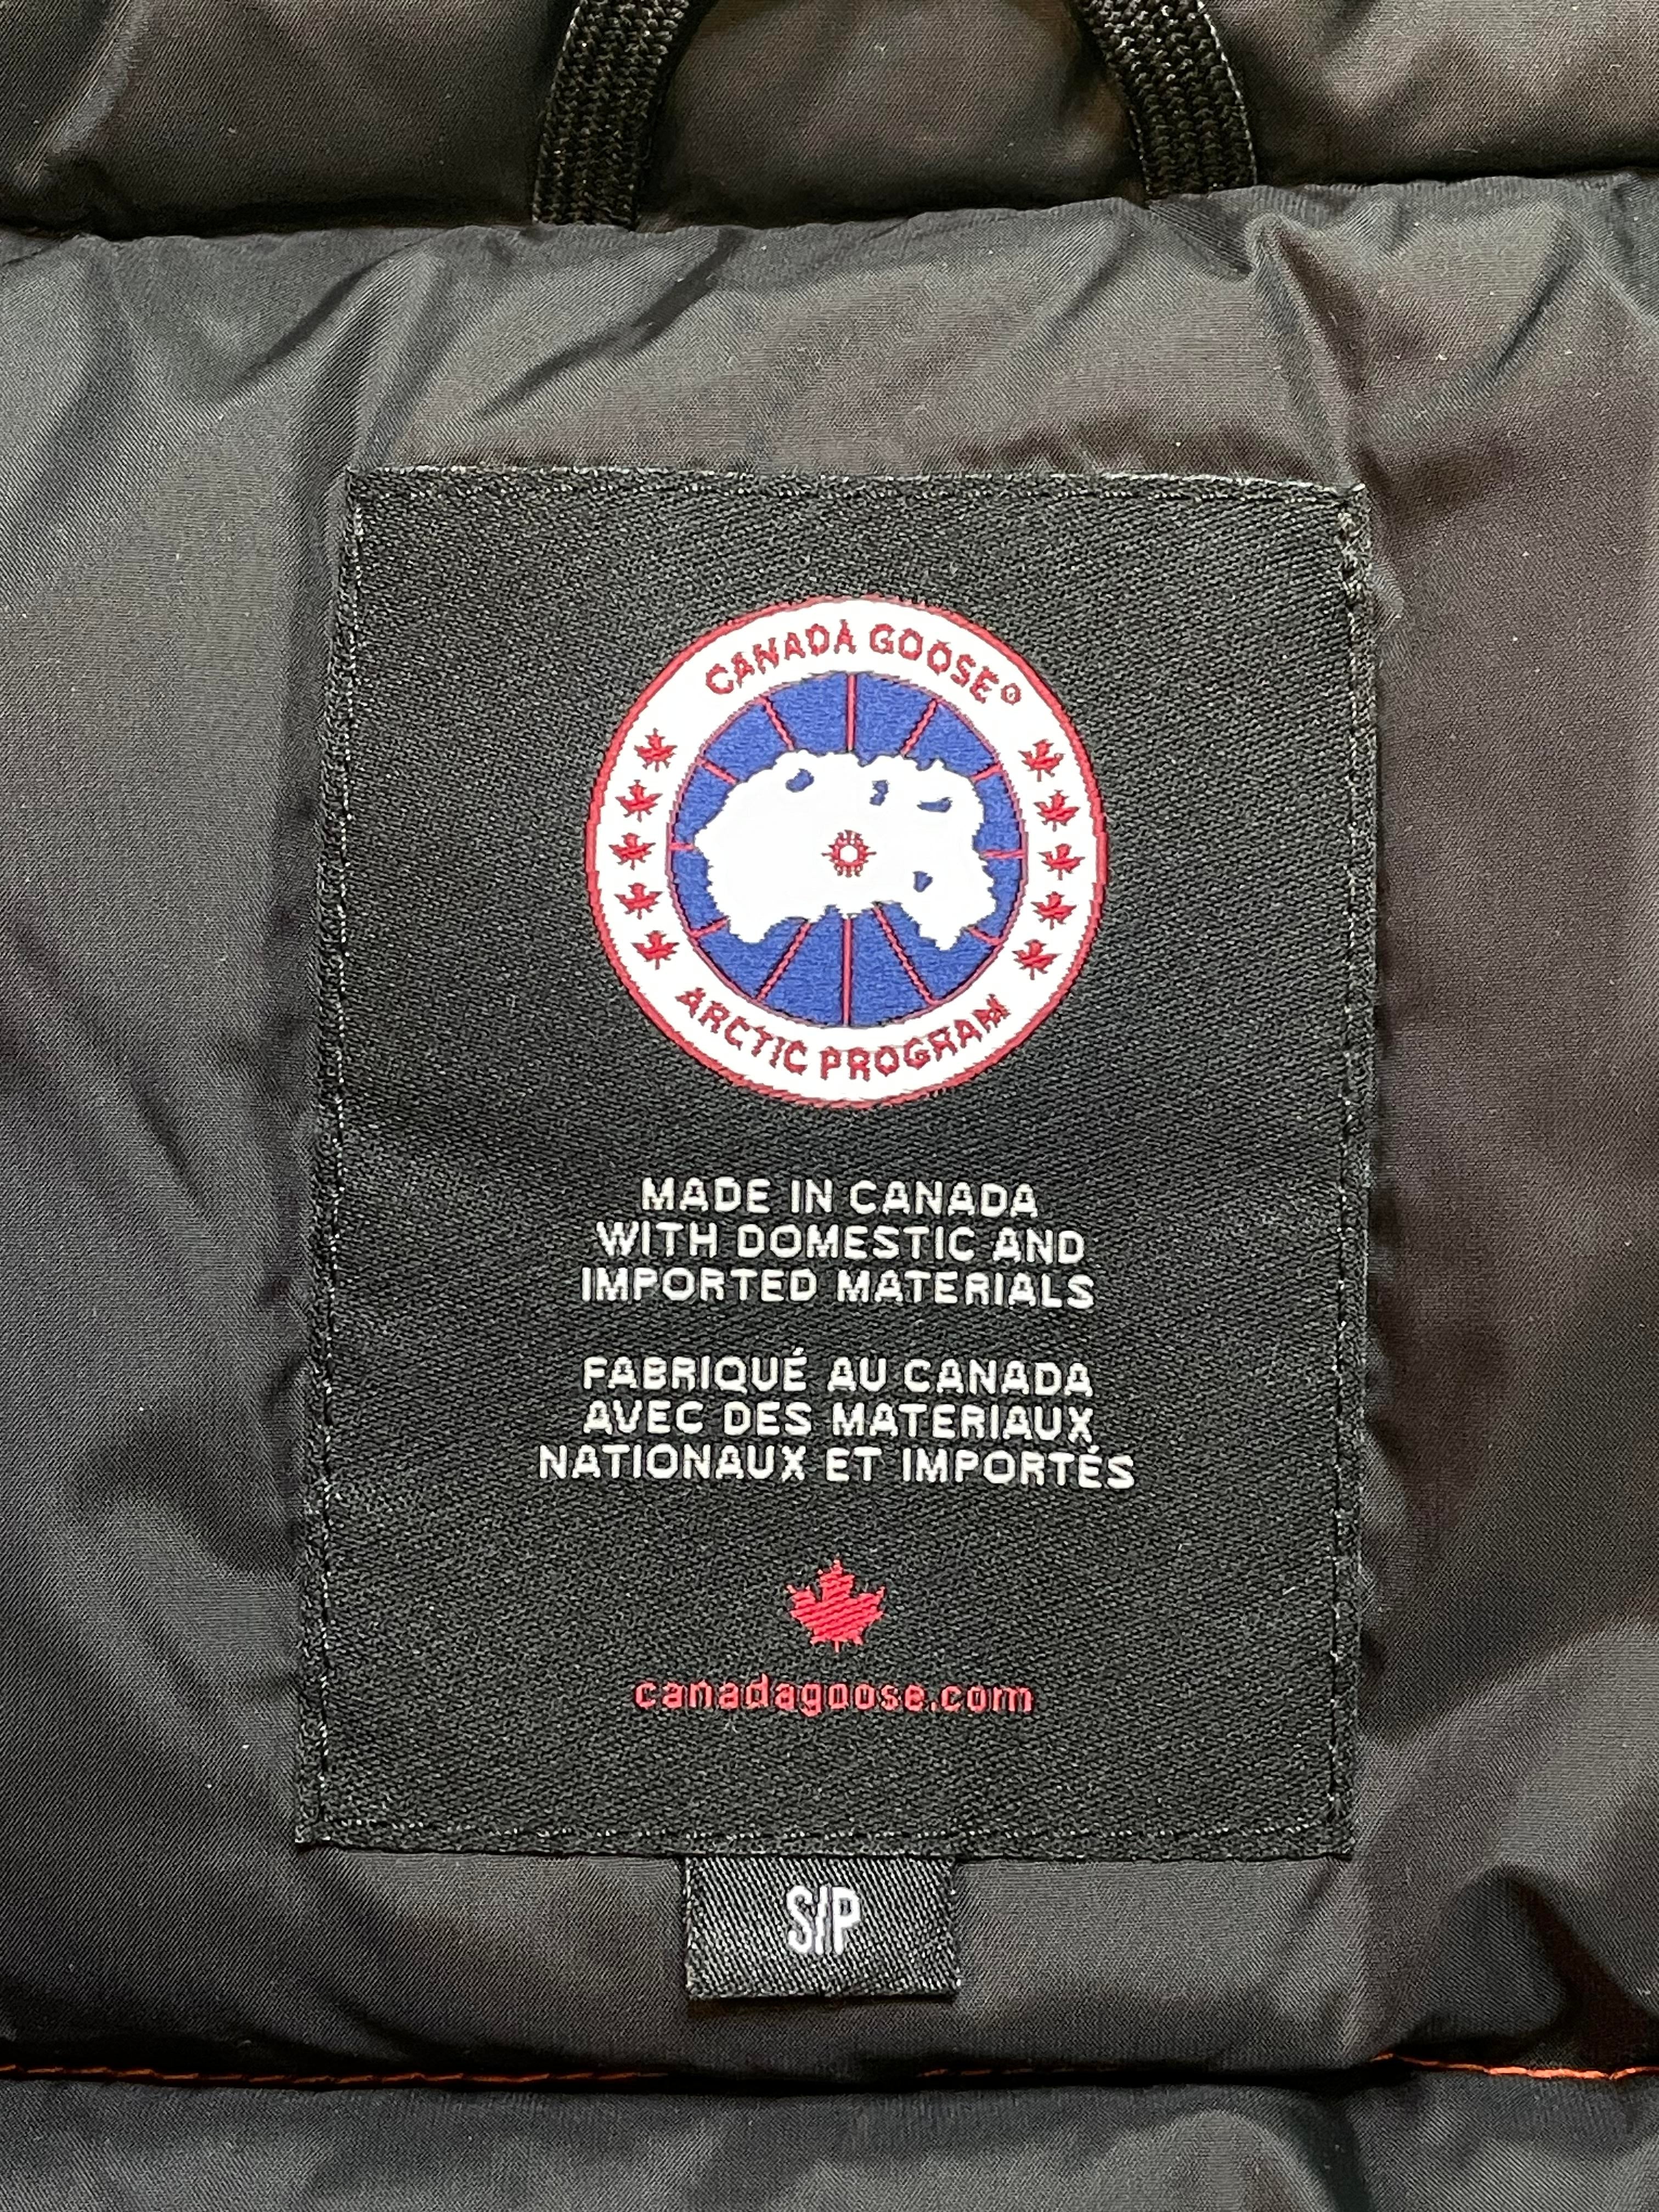 CANADA GOOSE®
ARCTIC PROGRAM
MADE IN CANADA
WITH DOMESTIC AND
IMPORTED MATERIALS
FABRIQUÉ AU CANADA
AVEC DES MATERIAUX
NATIONAUX ET IMPORTÉS
canadagoose.com
S/P